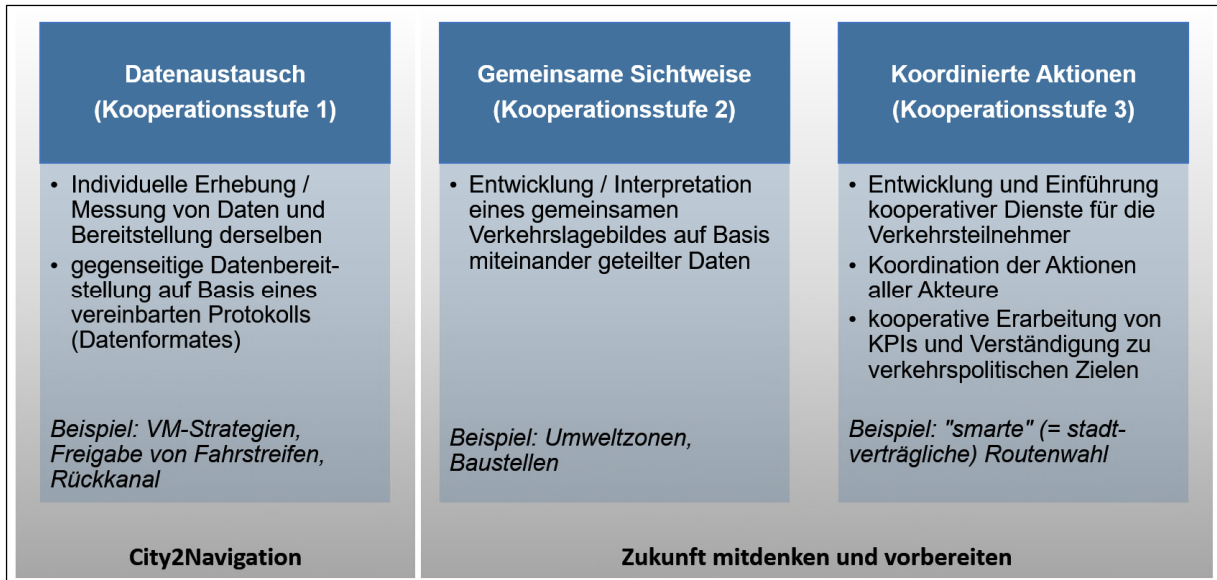 Datenaustausch
(Kooperationsstufe 1)
• Individuelle Erhebung /
Messung von Daten und
Bereitstellung derselben
• gegenseitige Datenbereit-
stellung auf Basis eines
vereinbarten Protokolls
(Datenformates)
Beispiel: VM-Strategien,
Freigabe von Fahrstreifen,
Rückkanal
Gemeinsame Sichtweise
(Kooperationsstufe 2)
• Entwicklung / Interpretation
eines gemeinsamen
Verkehrslagebildes auf Basis
miteinander geteilter Daten
Beispiel: Umweltzonen,
Baustellen
Koordinierte Aktionen
(Kooperationsstufe 3)
• Entwicklung und Einführung
kooperativer Dienste für die
Verkehrsteilnehmer
• Koordination der Aktionen
aller Akteure
• kooperative Erarbeitung von
KPIs und Verständigung zu
verkehrspolitischen Zielen
Beispiel: "smarte" (= stadt-
verträgliche) Routenwahl
City2Navigation
Zukunft mitdenken und vorbereiten